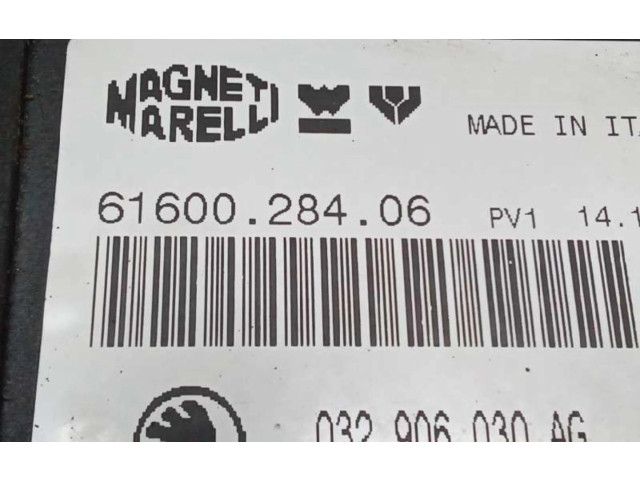 MAGNETI
MARELLI
MADE IN ITA
61600.284.06 PV1 14.1
032 906 030 AG